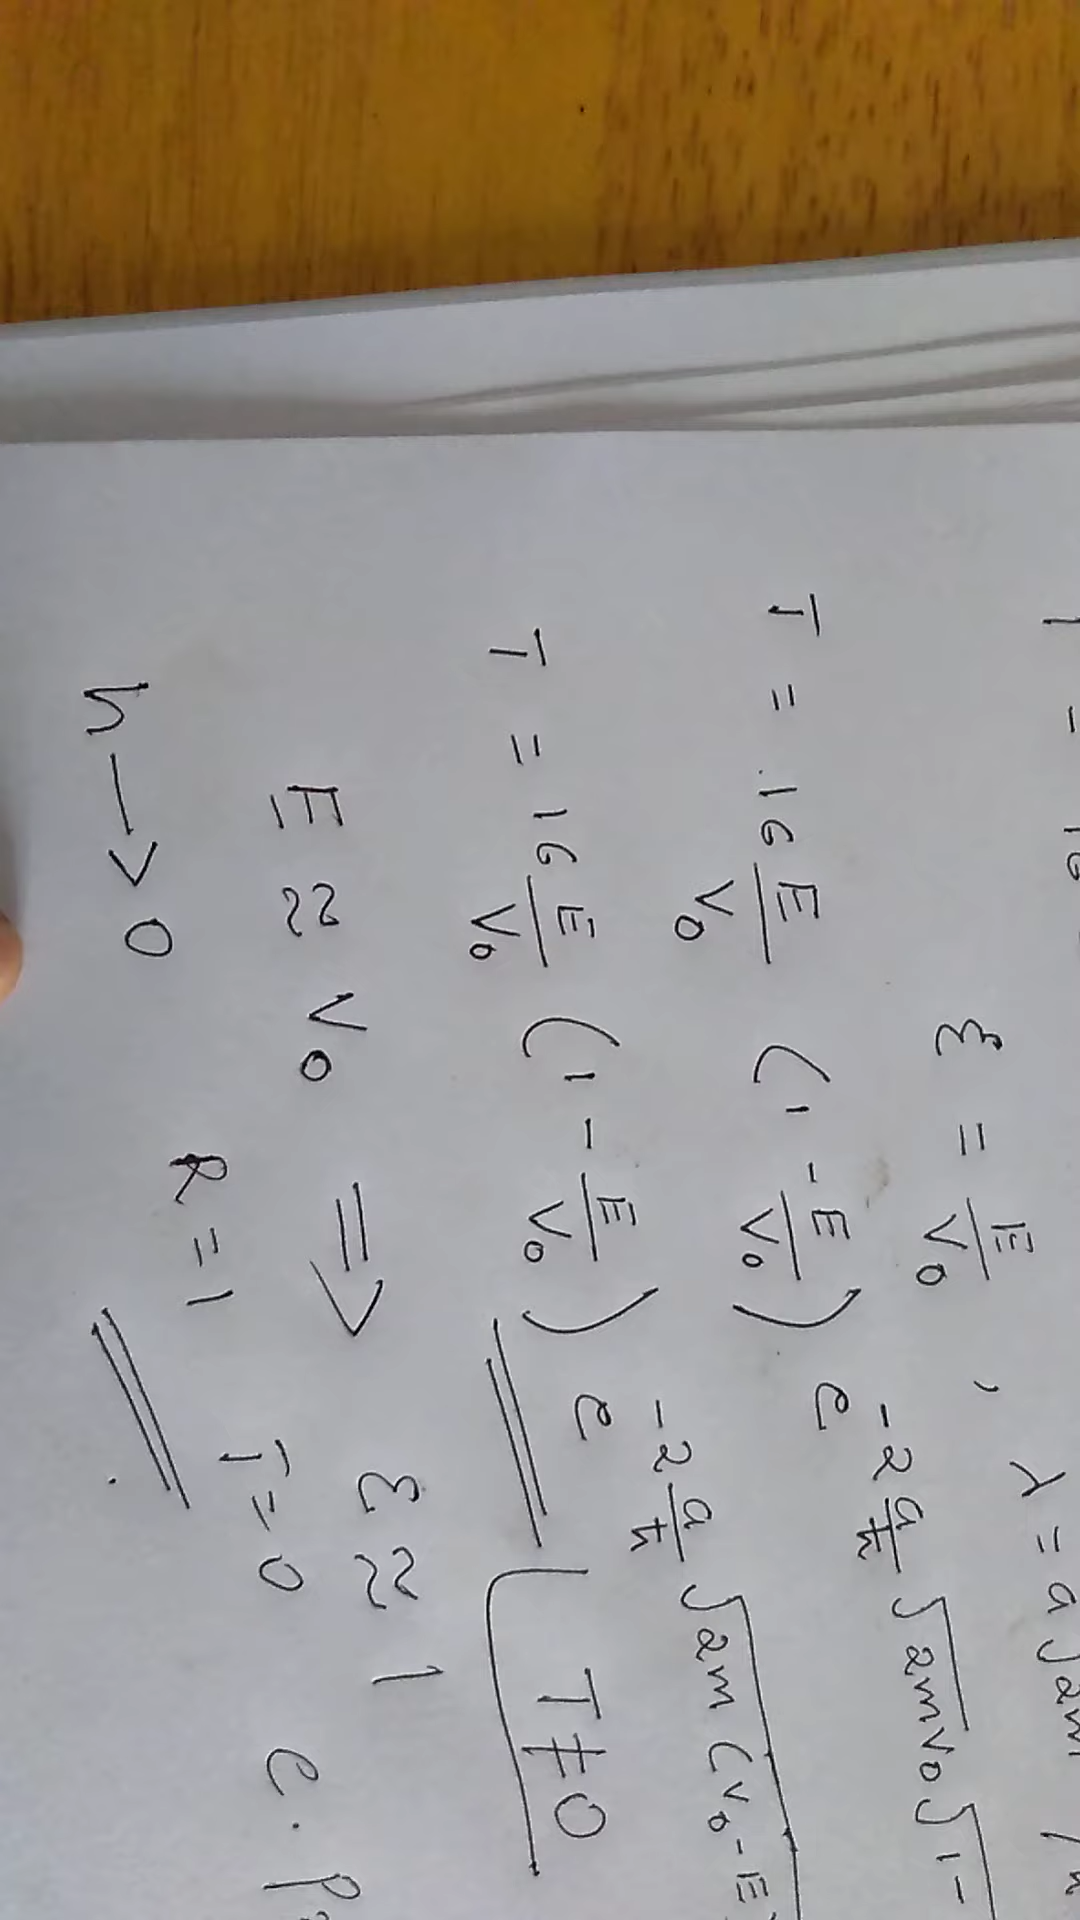 ε = E/V₀ , λ = a √2m
T = 16 E/V₀ (1 - E/V₀) e^(-2 a/ħ √2mV₀ √1-
T = 16 E/V₀ (1 - E/V₀) e^(-2 a/ħ √2m (V₀ - E)
T ≠ 0
E ≈ V₀ ⟹ ε ≈ 1
R = 1 T = 0 C. P
h → 0